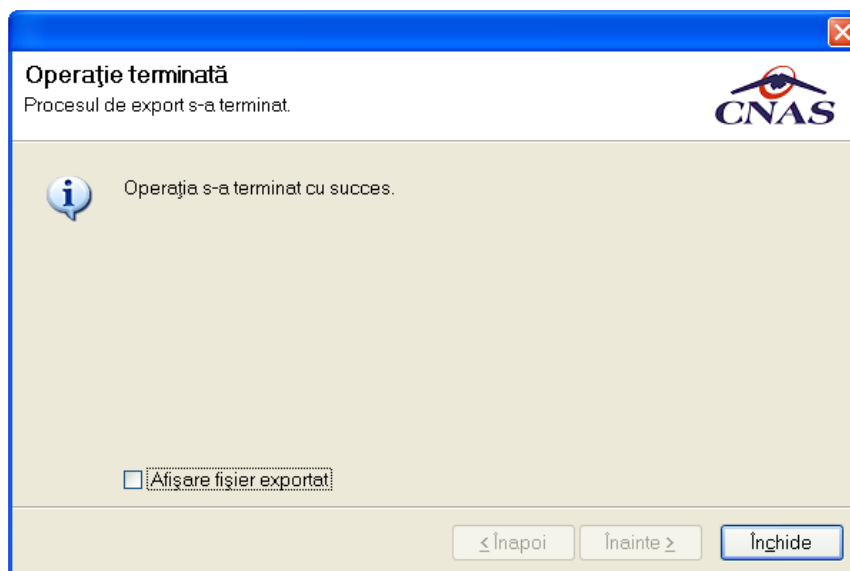 Operaţie terminată
Procesul de export s-a terminat.
CNAS
Operaţia s-a terminat cu succes.
Afişare fişier exportat
< Înapoi
Înainte >
Închide